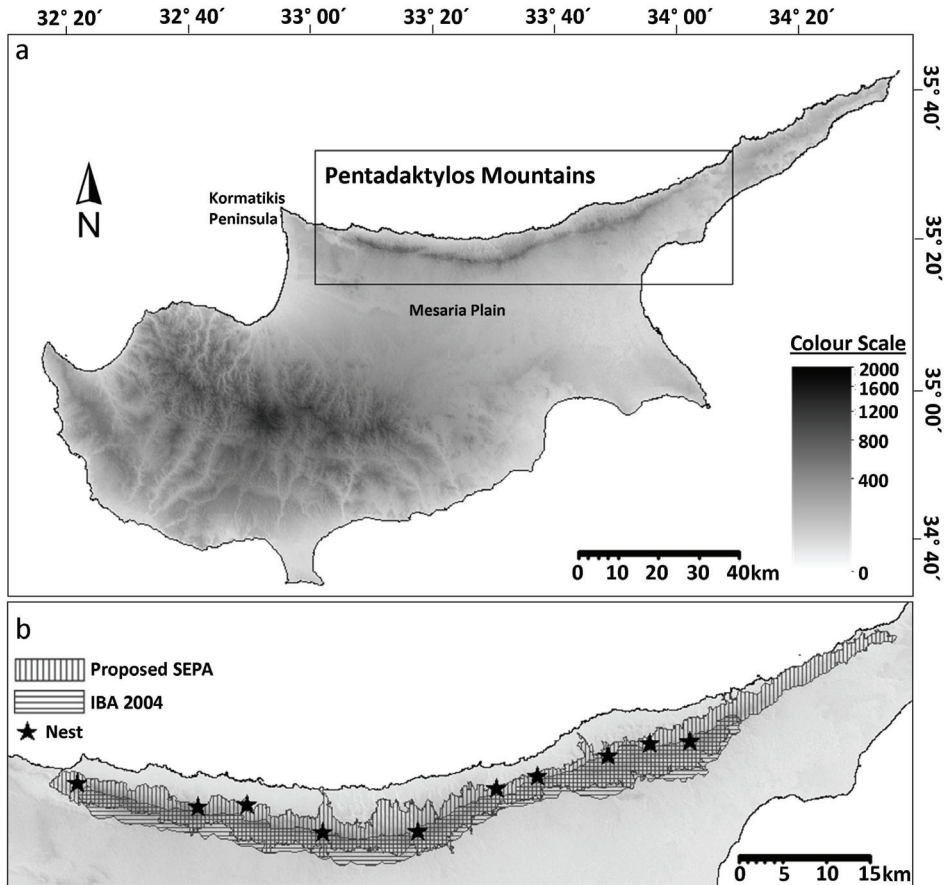 32° 20´ 32° 40´ 33° 00´ 33° 20´ 33° 40´ 34° 00´ 34° 20´
a
35° 40´
Pentadaktylos Mountains
Kormatikis
Peninsula
N
35° 20´
Mesaria Plain
Colour Scale
2000
1600
1200
800
400
0
35° 00´
34° 40´
0 10 20 30 40km
b
Proposed SEPA
IBA 2004
Nest
0 5 10 15km